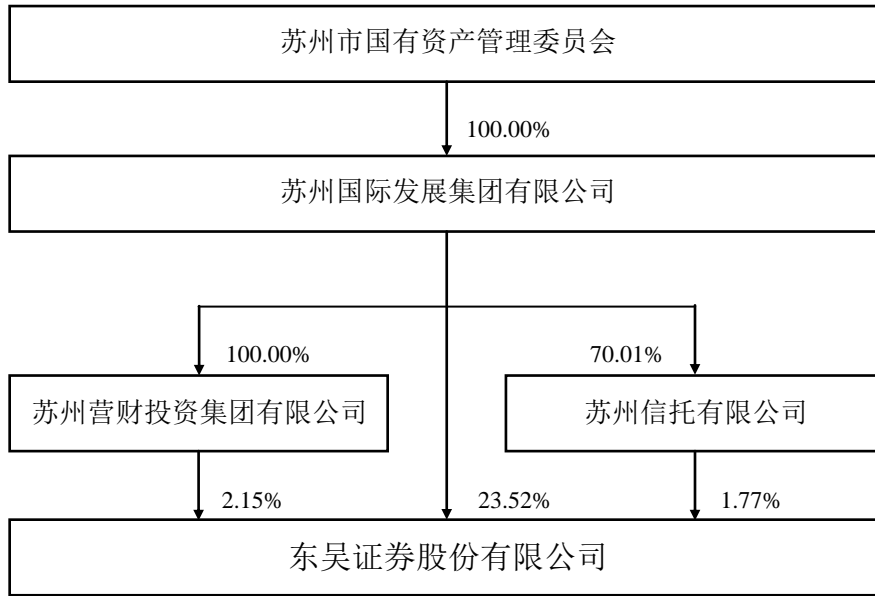 苏州市国有资产管理委员会
100.00%
苏州国际发展集团有限公司
100.00%
70.01%
苏州营财投资集团有限公司
苏州信托有限公司
2.15%
23.52%
1.77%
东吴证券股份有限公司